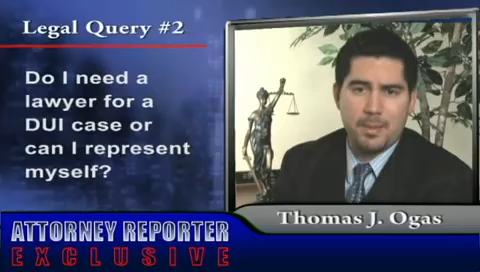 Legal Query #2
Do I need a
lawyer for a
DUI case or
can I represent
myself?
Thomas J. Ogas
ATTORNEY REPORTER
EXCLUSIVE